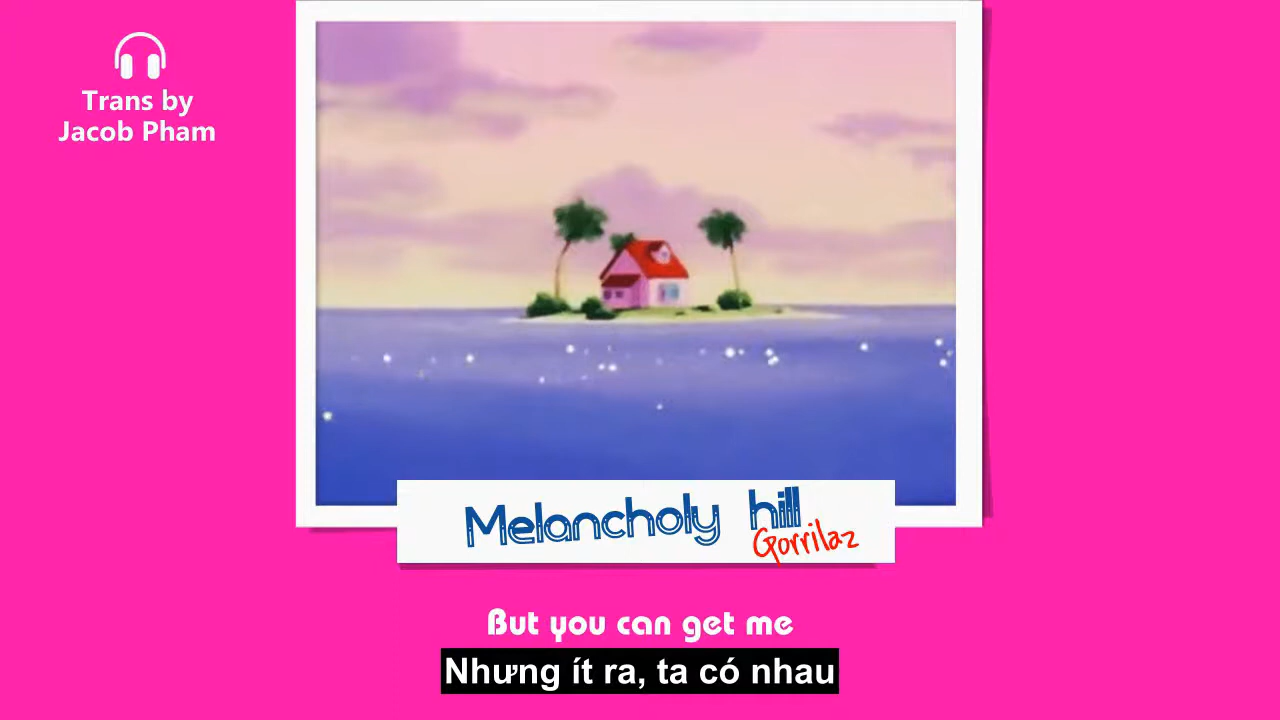 Trans by
Jacob Pham
Melancholy hill
Gorrilaz
But you can get me
Nhưng ít ra, ta có nhau